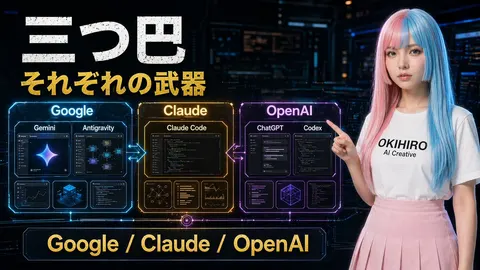 三つ巴
それぞれの武器
Google
Gemini
Antigravity
Claude
Claude Code
OpenAI
ChatGPT
Codex
OKIHIRO
AI Creative
Google / Claude / OpenAI